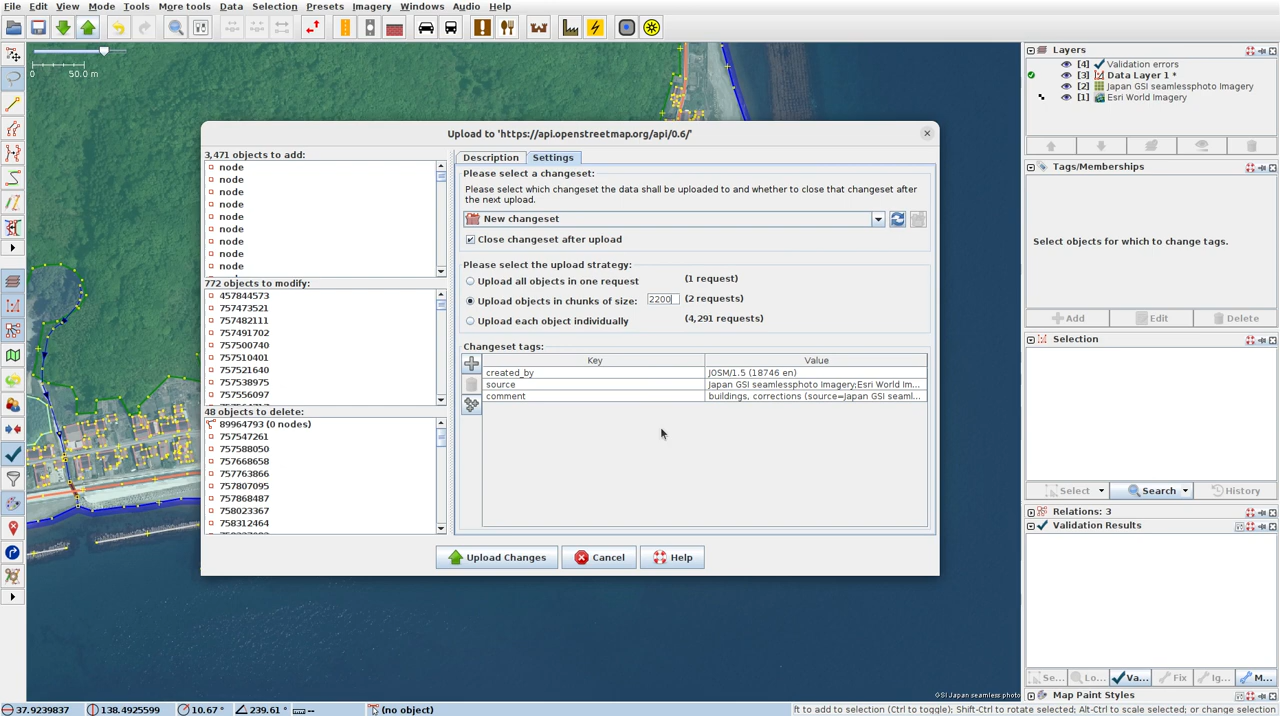 File Edit View Mode Tools More tools Data Selection Presets Imagery Windows Audio Help
0 50.0 m
Upload to 'https://api.openstreetmap.org/api/0.6/'
3,471 objects to add:
node
node
node
node
node
node
node
node
node
772 objects to modify:
457844573
757473521
757482111
757491702
757500740
757510401
757521640
757538975
757556097
48 objects to delete:
89964793 (0 nodes)
757547261
757588050
757668658
757763866
757807095
757868487
758023367
758312464
Description Settings
Please select a changeset:
Please select which changeset the data shall be uploaded to and whether to close that changeset after
the next upload.
New changeset
Close changeset after upload
Please select the upload strategy:
Upload all objects in one request (1 request)
Upload objects in chunks of size: 2200 (2 requests)
Upload each object individually (4,291 requests)
Changeset tags:
Key Value
created_by JOSM/1.5 (18746 en)
source Japan GSI seamlessphoto Imagery;Esri World Im...
comment buildings, corrections (source=Japan GSI seaml...
Upload Changes Cancel Help
Layers
[4] Validation errors
[3] Data Layer 1 *
[2] Japan GSI seamlessphoto Imagery
[1] Esri World Imagery
Tags/Memberships
Select objects for which to change tags.
Add Edit Delete
Selection
Select Search History
Relations: 3
Validation Results
Se... Lo... Va... Fix Ig... M...
Map Paint Styles
GSI Japan seamless photo
37.9239837 138.4925599 10.67 ° 239.61 ° -- (no object)
ft to add to selection (Ctrl to toggle); Shift-Ctrl to rotate selected; Alt-Ctrl to scale selected; or change selection